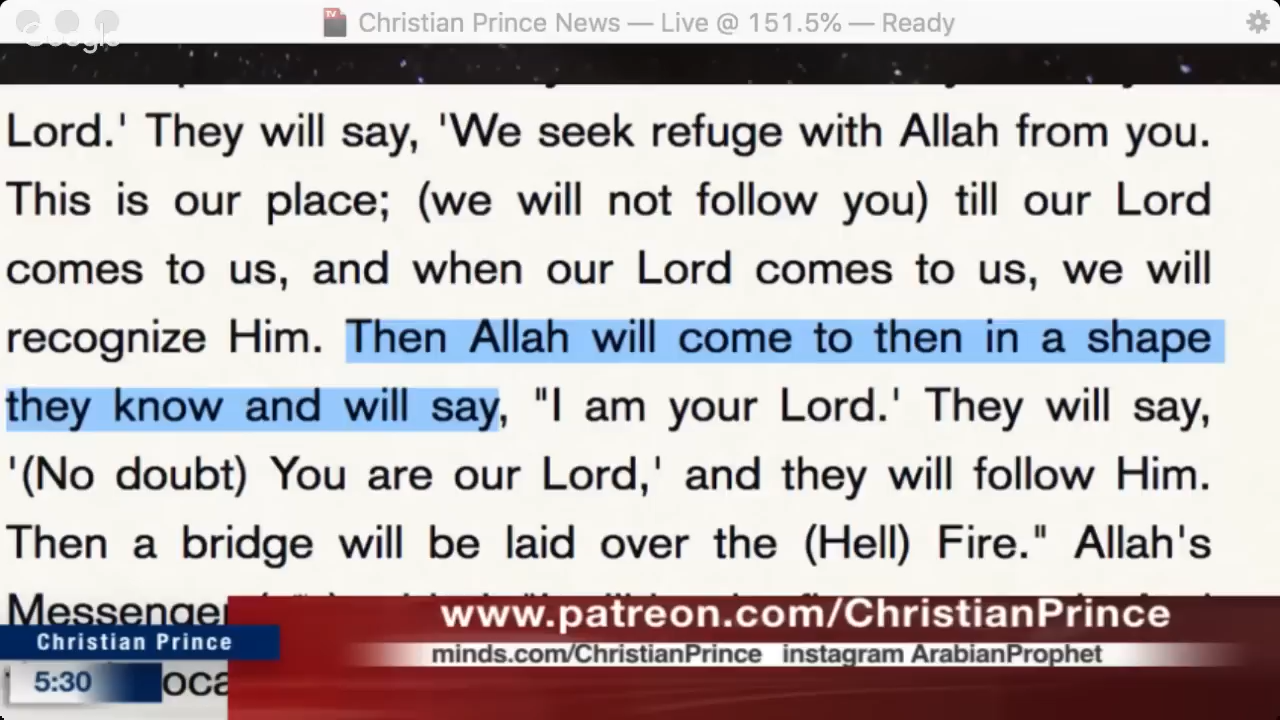 Christian Prince News — Live @ 151.5% — Ready
Google
Lord.' They will say, 'We seek refuge with Allah from you.
This is our place; (we will not follow you) till our Lord
comes to us, and when our Lord comes to us, we will
recognize Him. Then Allah will come to then in a shape
they know and will say, "I am your Lord.' They will say,
'(No doubt) You are our Lord,' and they will follow Him.
Then a bridge will be laid over the (Hell) Fire." Allah's
Messenger
www.patreon.com/ChristianPrince
Christian Prince
minds.com/ChristianPrince instagram ArabianProphet
5:30